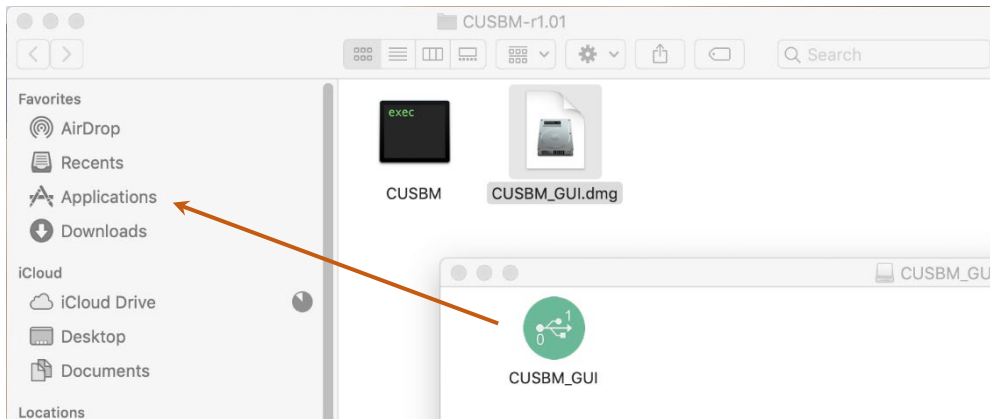 CUSBM-r1.01
Search
Favorites
AirDrop
Recents
Applications
Downloads
iCloud
iCloud Drive
Desktop
Documents
Locations
exec
CUSBM
CUSBM_GUI.dmg
CUSBM_GU
1
0
CUSBM_GUI